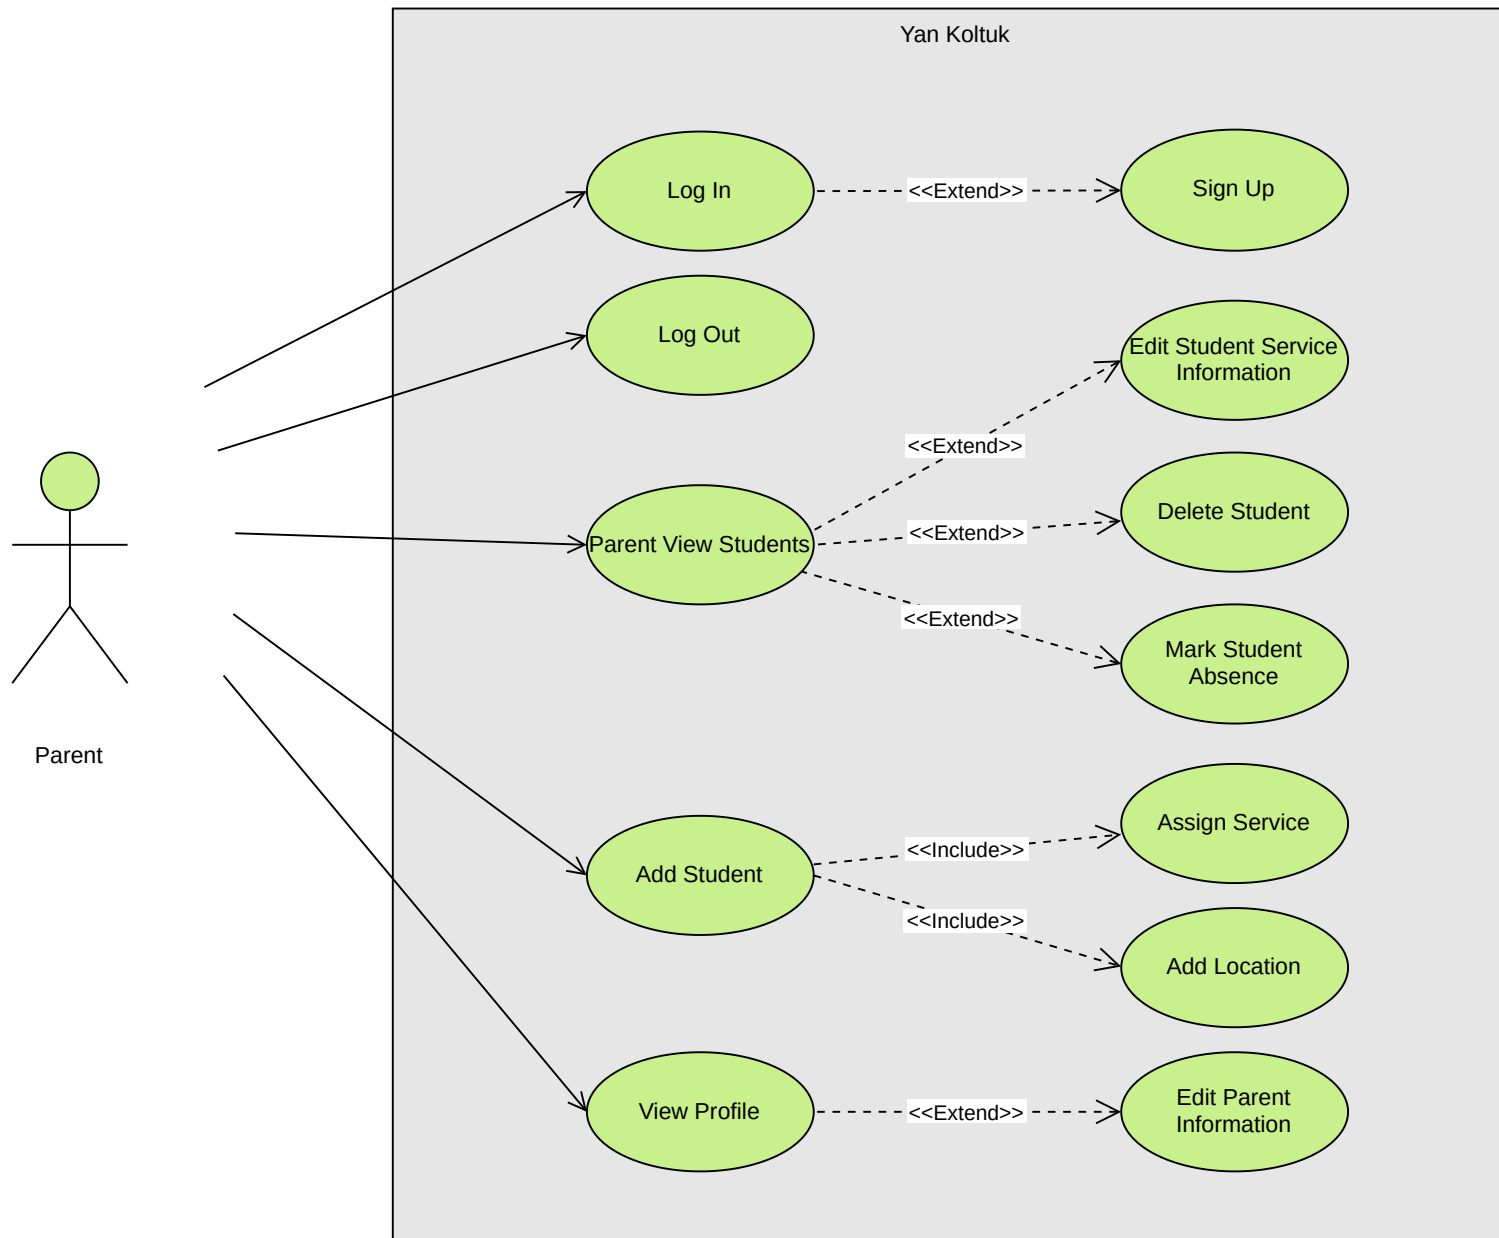 Yan Koltuk
Log In
<<Extend>>
Sign Up
Log Out
Edit Student Service
Information
<<Extend>>
Parent View Students
<<Extend>>
Delete Student
<<Extend>>
Mark Student
Absence
Parent
Add Student
<<Include>>
Assign Service
<<Include>>
Add Location
View Profile
<<Extend>>
Edit Parent
Information